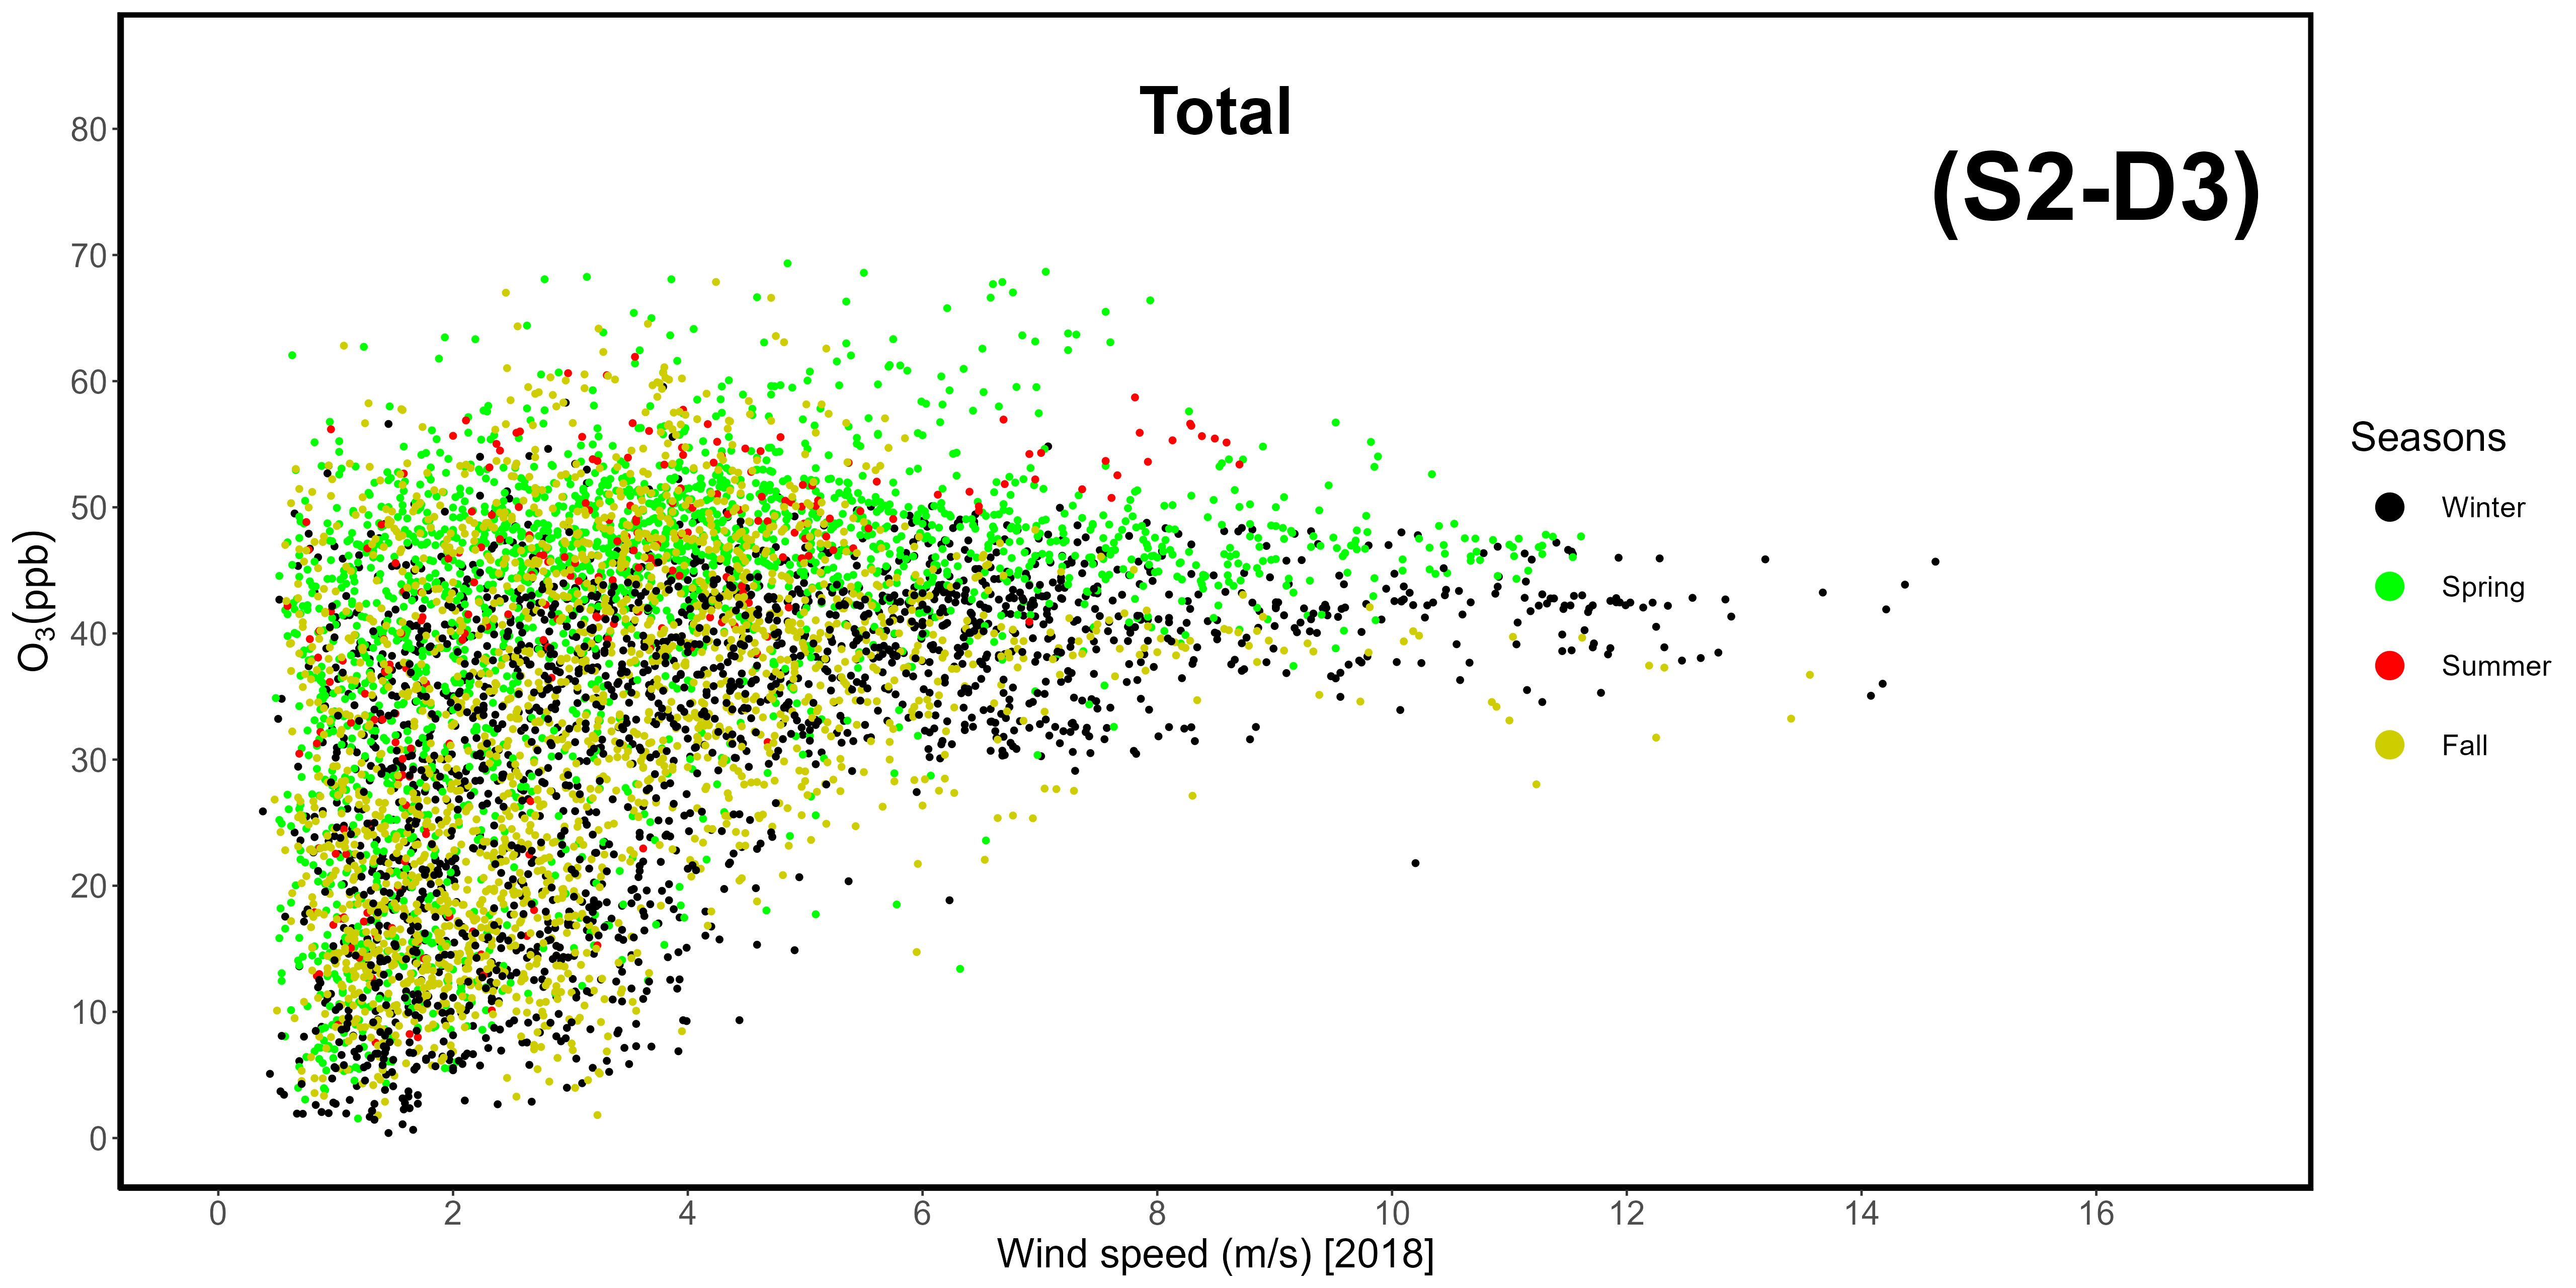 Total
(S2-D3)
80
70
60
50
40
30
20
10
0
O₃(ppb)
0 2 4 6 8 10 12 14 16
Wind speed (m/s) [2018]
Seasons
Winter
Spring
Summer
Fall